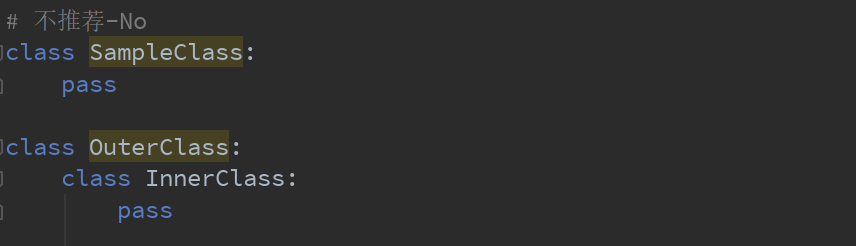 # 不推荐-No
class SampleClass:
    pass

class OuterClass:
    class InnerClass:
        pass